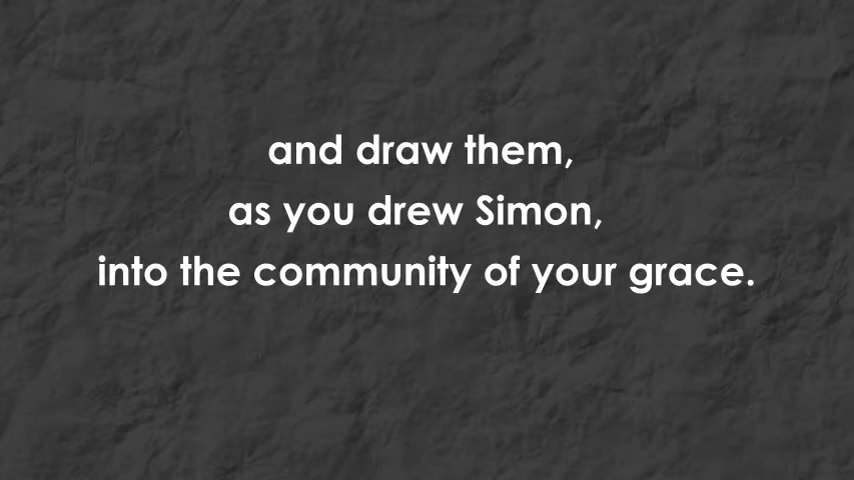 and draw them,
as you drew Simon,
into the community of your grace.